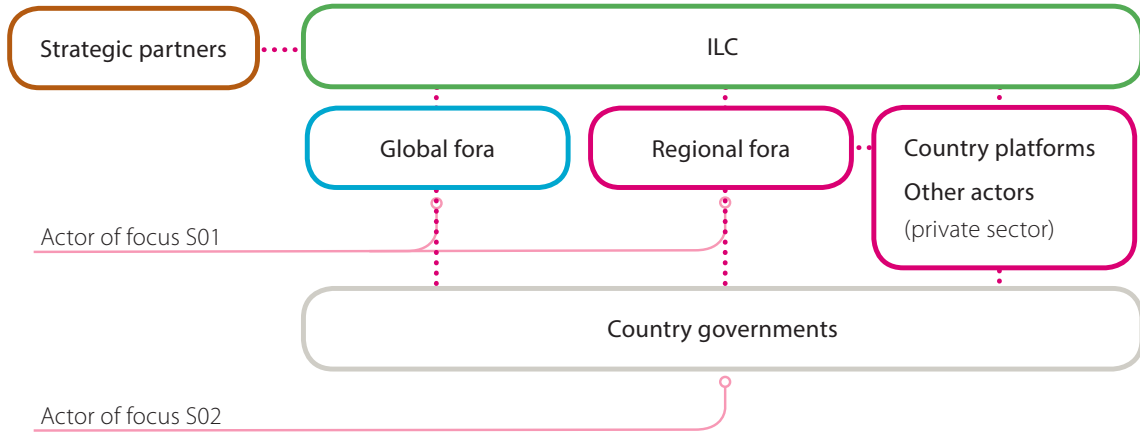 Strategic partners
ILC
Global fora
Regional fora
Country platforms
Other actors
(private sector)
Actor of focus S01
Country governments
Actor of focus S02